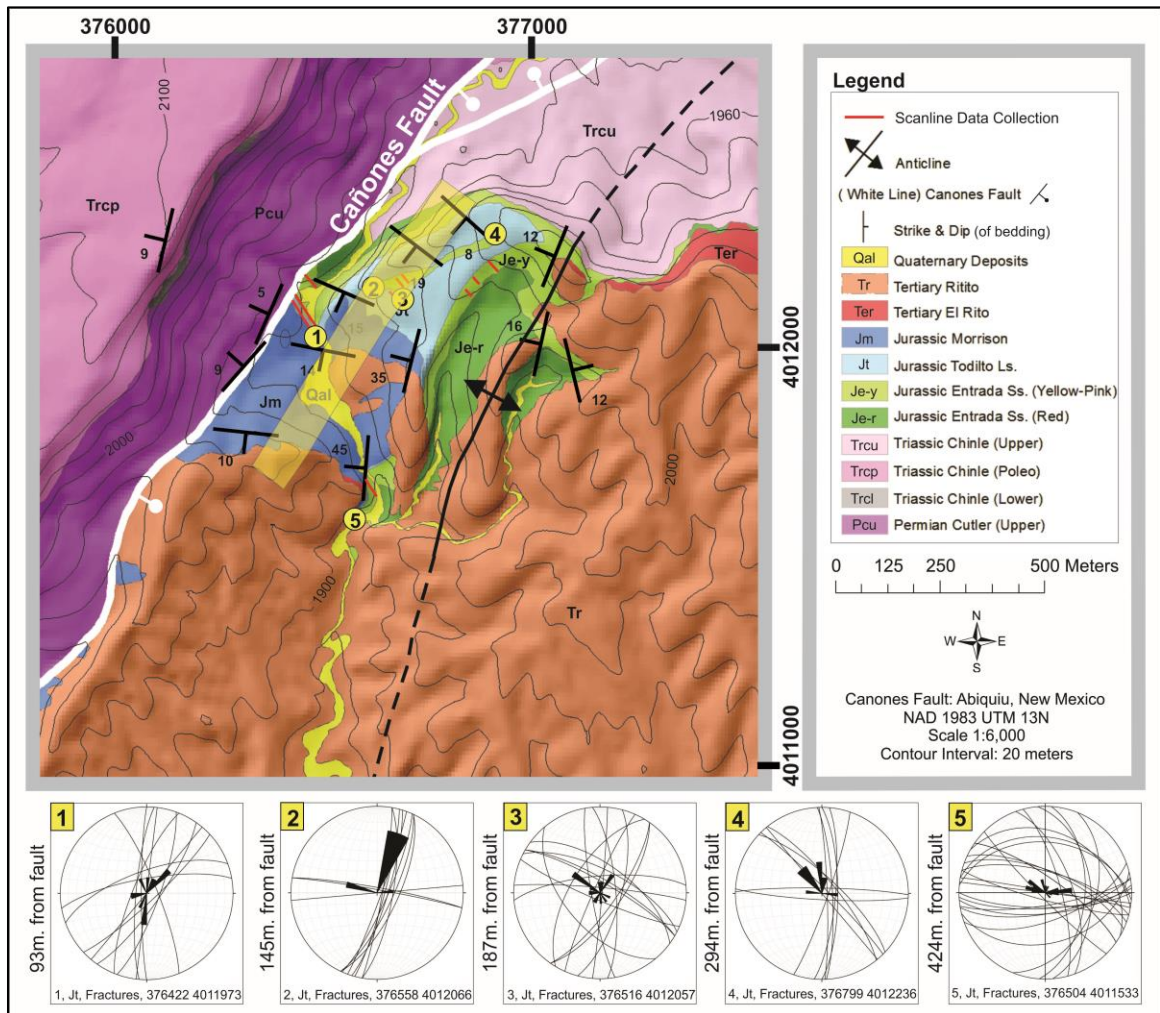 376000
377000
2100
Trcp
9
Pcu
5
9
2000
Cañones Fault
Trcu
1960
12
4
8
Je-y
Ter
2
19
3
Jt
1
15
14
Qal
35
Je-r
16
12
Jm
10
45
5
2000
1900
Tr
4012000
4011000
Legend
Scanline Data Collection
Anticline
( White Line) Canones Fault
Strike & Dip (of bedding)
Qal Quaternary Deposits
Tr Tertiary Ritito
Ter Tertiary El Rito
Jm Jurassic Morrison
Jt Jurassic Todilto Ls.
Je-y Jurassic Entrada Ss. (Yellow-Pink)
Je-r Jurassic Entrada Ss. (Red)
Trcu Triassic Chinle (Upper)
Trcp Triassic Chinle (Poleo)
Trcl Triassic Chinle (Lower)
Pcu Permian Cutler (Upper)
0 125 250 500 Meters
N
W E
S
Canones Fault: Abiquiu, New Mexico
NAD 1983 UTM 13N
Scale 1:6,000
Contour Interval: 20 meters
1
93m. from fault
1, Jt, Fractures, 376422 4011973
2
145m. from fault
2, Jt, Fractures, 376558 4012066
3
187m. from fault
3, Jt, Fractures, 376516 4012057
4
294m. from fault
4, Jt, Fractures, 376799 4012236
5
424m. from fault
5, Jt, Fractures, 376504 4011533